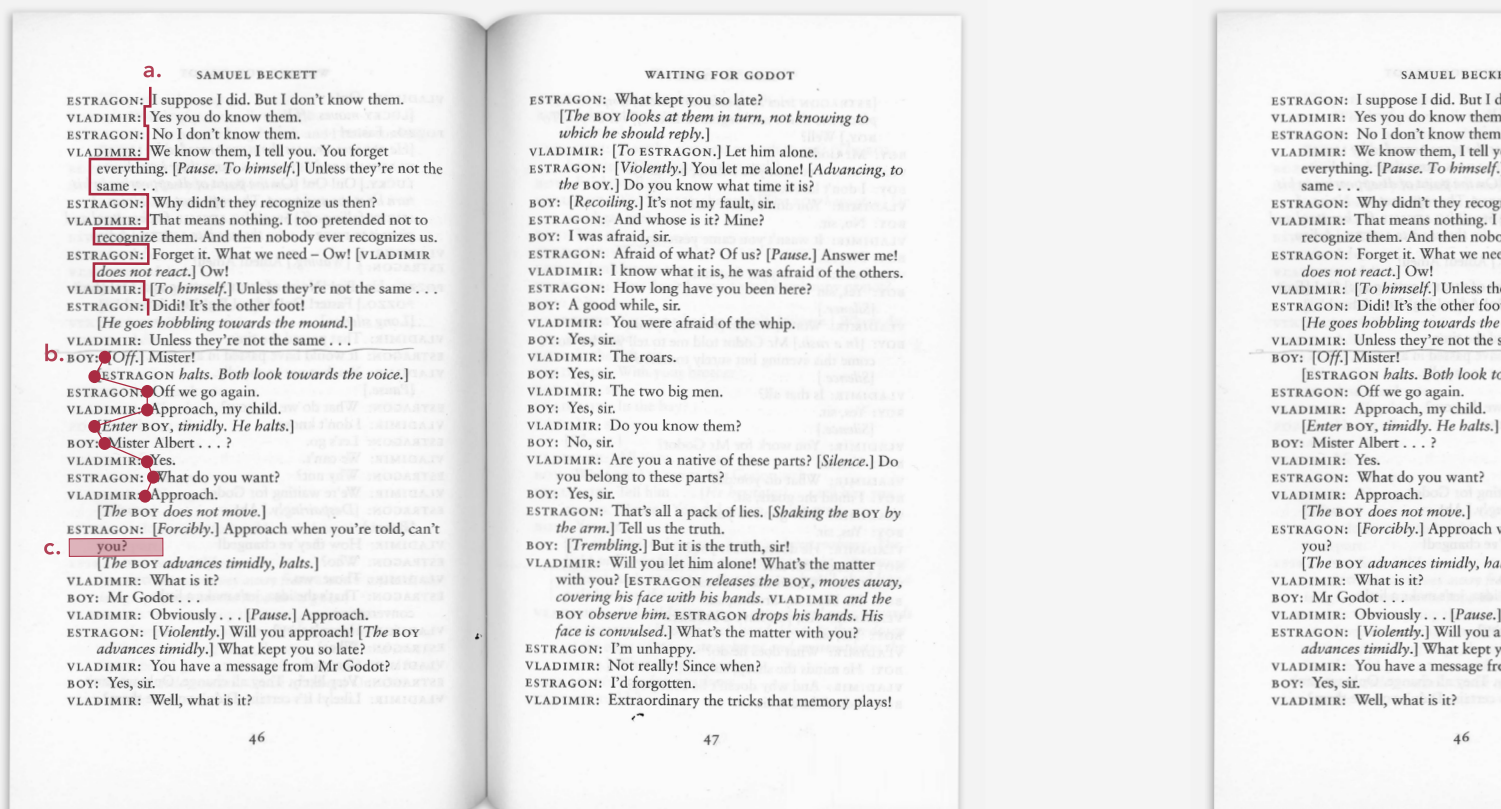 a.
SAMUEL BECKETT
ESTRAGON: I suppose I did. But I don't know them.
VLADIMIR: Yes you do know them.
ESTRAGON: No I don't know them.
VLADIMIR: We know them, I tell you. You forget
everything. [Pause. To himself.] Unless they're not the
same . . .
ESTRAGON: Why didn't they recognize us then?
VLADIMIR: That means nothing. I too pretended not to
recognize them. And then nobody ever recognizes us.
ESTRAGON: Forget it. What we need – Ow! [VLADIMIR
does not react.] Ow!
VLADIMIR: [To himself.] Unless they're not the same . . .
ESTRAGON: Didi! It's the other foot!
[He goes hobbling towards the mound.]
VLADIMIR: Unless they're not the same . . .
b.
BOY: [Off.] Mister!
[ESTRAGON halts. Both look towards the voice.]
ESTRAGON: Off we go again.
VLADIMIR: Approach, my child.
[Enter BOY, timidly. He halts.]
BOY: Mister Albert . . . ?
VLADIMIR: Yes.
ESTRAGON: What do you want?
VLADIMIR: Approach.
[The BOY does not move.]
ESTRAGON: [Forcibly.] Approach when you're told, can't
c.
you?
[The BOY advances timidly, halts.]
VLADIMIR: What is it?
BOY: Mr Godot . . .
VLADIMIR: Obviously . . . [Pause.] Approach.
ESTRAGON: [Violently.] Will you approach! [The BOY
advances timidly.] What kept you so late?
VLADIMIR: You have a message from Mr Godot?
BOY: Yes, sir.
VLADIMIR: Well, what is it?
46
WAITING FOR GODOT
ESTRAGON: What kept you so late?
[The BOY looks at them in turn, not knowing to
which he should reply.]
VLADIMIR: [To ESTRAGON.] Let him alone.
ESTRAGON: [Violently.] You let me alone! [Advancing, to
the BOY.] Do you know what time it is?
BOY: [Recoiling.] It's not my fault, sir.
ESTRAGON: And whose is it? Mine?
BOY: I was afraid, sir.
ESTRAGON: Afraid of what? Of us? [Pause.] Answer me!
VLADIMIR: I know what it is, he was afraid of the others.
ESTRAGON: How long have you been here?
BOY: A good while, sir.
VLADIMIR: You were afraid of the whip.
BOY: Yes, sir.
VLADIMIR: The roars.
BOY: Yes, sir.
VLADIMIR: The two big men.
BOY: Yes, sir.
VLADIMIR: Do you know them?
BOY: No, sir.
VLADIMIR: Are you a native of these parts? [Silence.] Do
you belong to these parts?
BOY: Yes, sir.
ESTRAGON: That's all a pack of lies. [Shaking the BOY by
the arm.] Tell us the truth.
BOY: [Trembling.] But it is the truth, sir!
VLADIMIR: Will you let him alone! What's the matter
with you? [ESTRAGON releases the BOY, moves away,
covering his face with his hands. VLADIMIR and the
BOY observe him. ESTRAGON drops his hands. His
face is convulsed.] What's the matter with you?
ESTRAGON: I'm unhappy.
VLADIMIR: Not really! Since when?
ESTRAGON: I'd forgotten.
VLADIMIR: Extraordinary the tricks that memory plays!
47
SAMUEL
ESTRAGON: I suppose I did. But I
VLADIMIR: Yes you do know them
ESTRAGON: No I don't know them
VLADIMIR: We know them, I tell
everything. [Pause. To himself.
same . . .
ESTRAGON: Why didn't they
VLADIMIR: That means nothing. I
recognize them. And then
ESTRAGON: Forget it. What we
does not react.] Ow!
VLADIMIR: [To himself.] Unless
ESTRAGON: Didi! It's the other
[He goes hobbling towards the
VLADIMIR: Unless they're not the
BOY: [Off.] Mister!
[ESTRAGON halts. Both look
ESTRAGON: Off we go again.
VLADIMIR: Approach, my child.
[Enter BOY, timidly. He halts.]
BOY: Mister Albert . . . ?
VLADIMIR: Yes.
ESTRAGON: What do you want?
VLADIMIR: Approach.
[The BOY does not move.]
ESTRAGON: [Forcibly.] Approach
you?
[The BOY advances timidly,
VLADIMIR: What is it?
BOY: Mr Godot . . .
VLADIMIR: Obviously . . . [Pause.]
ESTRAGON: [Violently.] Will you
advances timidly.] What kept
VLADIMIR: You have a message
BOY: Yes, sir.
VLADIMIR: Well, what is it?
46